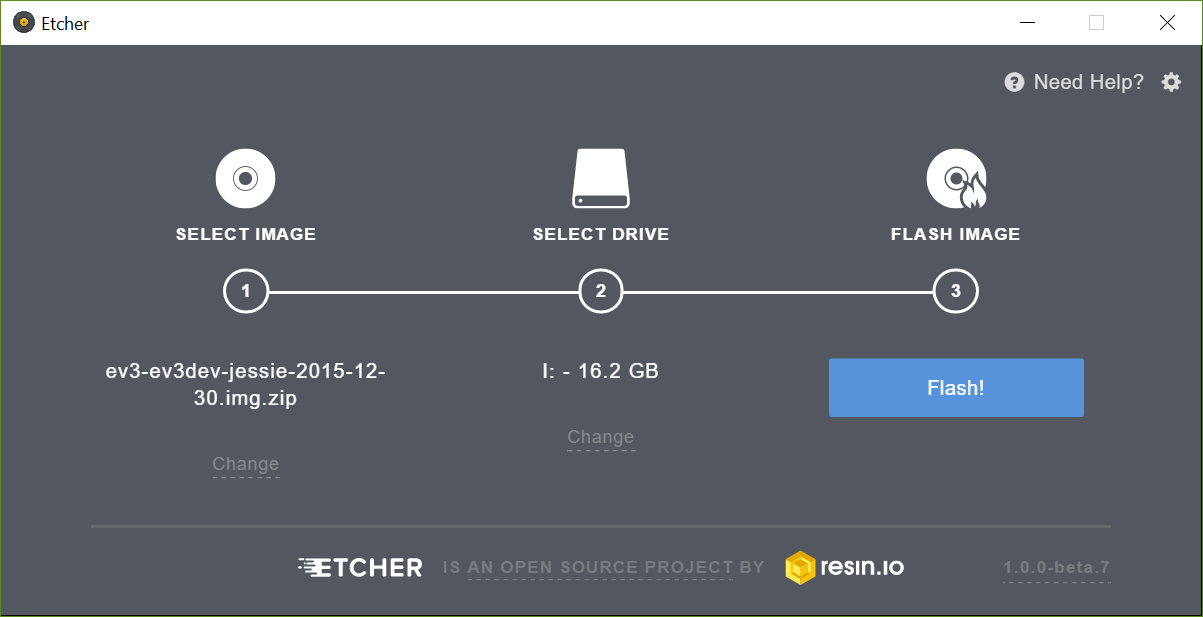 Etcher
Need Help?
SELECT IMAGE
SELECT DRIVE
FLASH IMAGE
1
2
3
ev3-ev3dev-jessie-2015-12-
30.img.zip
I: - 16.2 GB
Flash!
Change
Change
ETCHER IS AN OPEN SOURCE PROJECT BY resin.io
1.0.0-beta.7